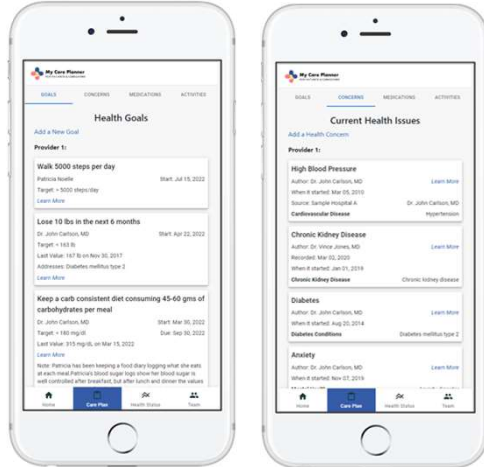 My Care Planner
GOALS CONCERNS MEDICATIONS ACTIVITIES
Health Goals
Add a New Goal
Provider 1:
Walk 5000 steps per day
Patricia Noelle Start: Jul 15, 2022
Target: = 5000 steps/day
Learn More
Lose 10 lbs in the next 6 months
Dr. John Carlson, MD Start: Apr 22, 2022
Target: = 163 lb
Last Value: 167 lb on Nov 30, 2017
Addresses: Diabetes mellitus type 2
Learn More
Keep a carb consistent diet consuming 45-60 gms of
carbohydrates per meal
Dr. John Carlson, MD Start: Mar 30, 2022
Target: < 180 mg/dl Due: Sep 30, 2022
Last Value: 315 mg/dL on Mar 15, 2022
Learn More
Note: Patricia has been keeping a food diary logging what she eats
at each meal.Patricia's blood sugar logs show her blood sugar is
well controlled after breakfast, but after lunch and dinner the values
Home Care Plan Health Status Team
My Care Planner
GOALS CONCERNS MEDICATIONS ACTIVITIES
Current Health Issues
Add a Health Concern
Provider 1:
High Blood Pressure
Author: Dr. John Carlson, MD Learn More
When it started: Mar 05, 2010
Source: Sample Hospital A Dr. John Carlson, MD
Cardiovascular Disease Hypertension
Chronic Kidney Disease
Author: Dr. Vince Jones, MD Learn More
Recorded: Mar 02, 2020
When it started: Jan 01, 2019
Chronic Kidney Disease Chronic kidney disease
Diabetes
Author: Dr. John Carlson, MD Learn More
When it started: Aug 20, 2014
Diabetes Conditions Diabetes mellitus type 2
Anxiety
Author: Dr. John Carlson, MD Learn More
When it started: Nov 07, 2019
Home Care Plan Health Status Team